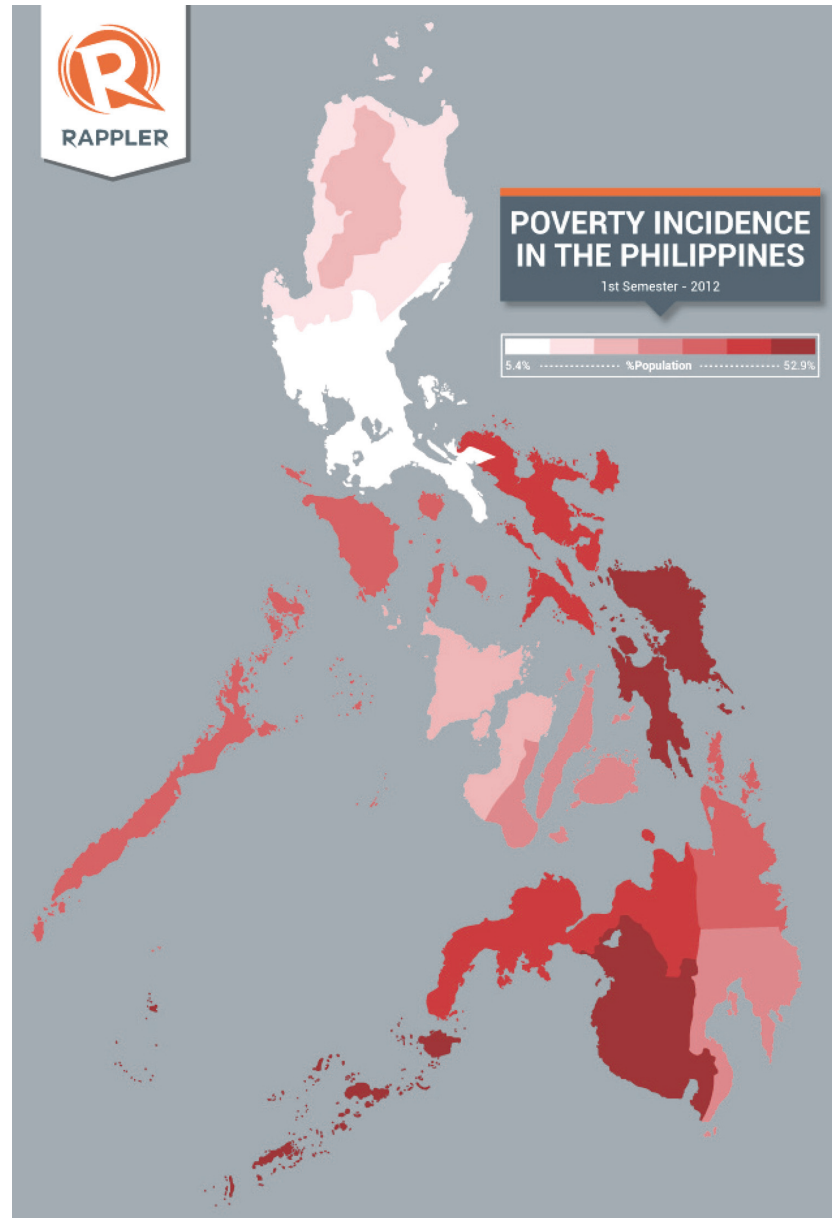 R
RAPPLER
POVERTY INCIDENCE
IN THE PHILIPPINES
1st Semester - 2012
5.4% %Population 52.9%